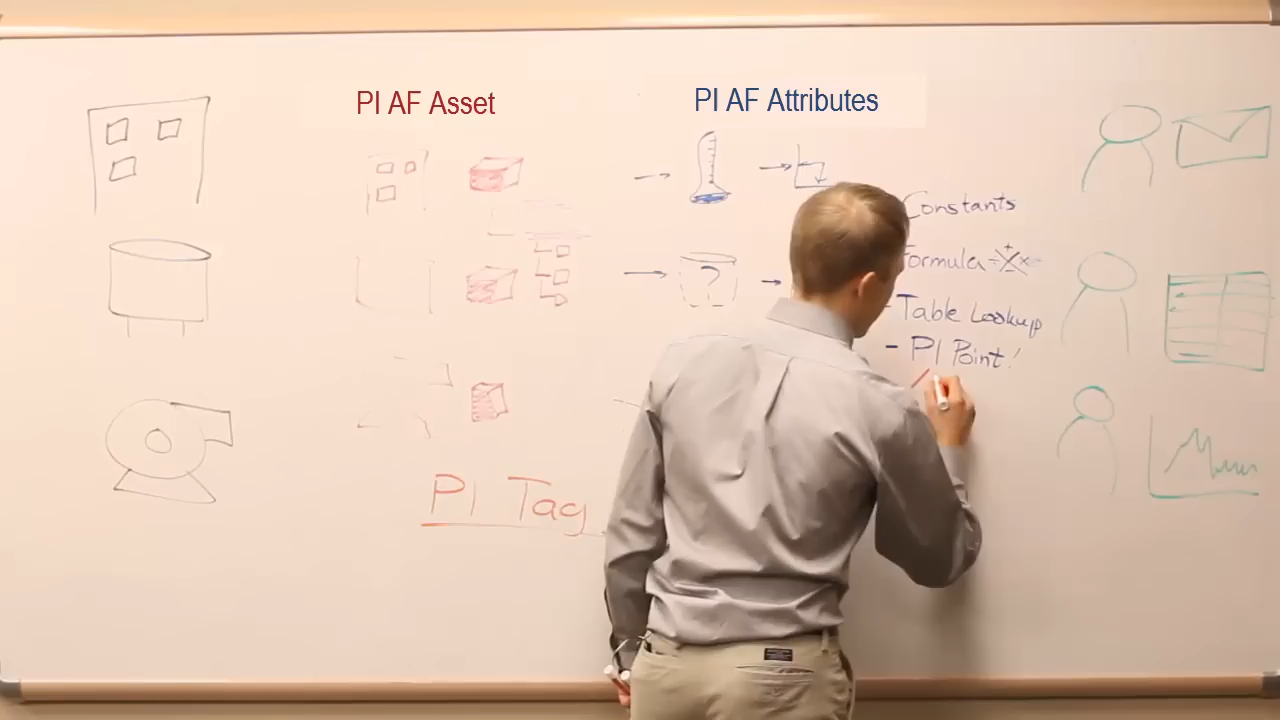 PI AF Asset
PI AF Attributes
Constants
Formula ÷ + × -
- Table Lookup
- PI Point!
PI Tag